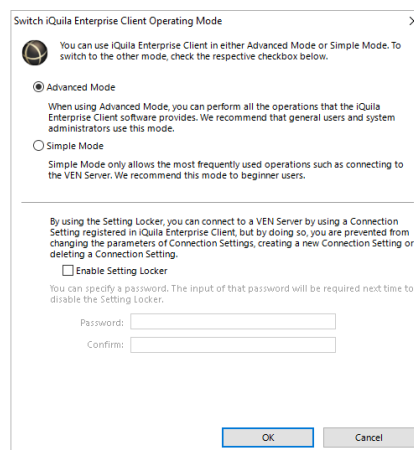 Switch iQuila Enterprise Client Operating Mode
You can use iQuila Enterprise Client in either Advanced Mode or Simple Mode. To
switch to the other mode, check the respective checkbox below.
Advanced Mode
When using Advanced Mode, you can perform all the operations that the iQuila
Enterprise Client software provides. We recommend that general users and system
administrators use this mode.
Simple Mode
Simple Mode only allows the most frequently used operations such as connecting to
the VEN Server. We recommend this mode to beginner users.
By using the Setting Locker, you can connect to a VEN Server by using a Connection
Setting registered in iQuila Enterprise Client, but by doing so, you are prevented from
changing the parameters of Connection Settings, creating a new Connection Setting or
deleting a Connection Setting.
Enable Setting Locker
You can specify a password. The input of that password will be required next time to
disable the Setting Locker.
Password:
Confirm:
OK Cancel